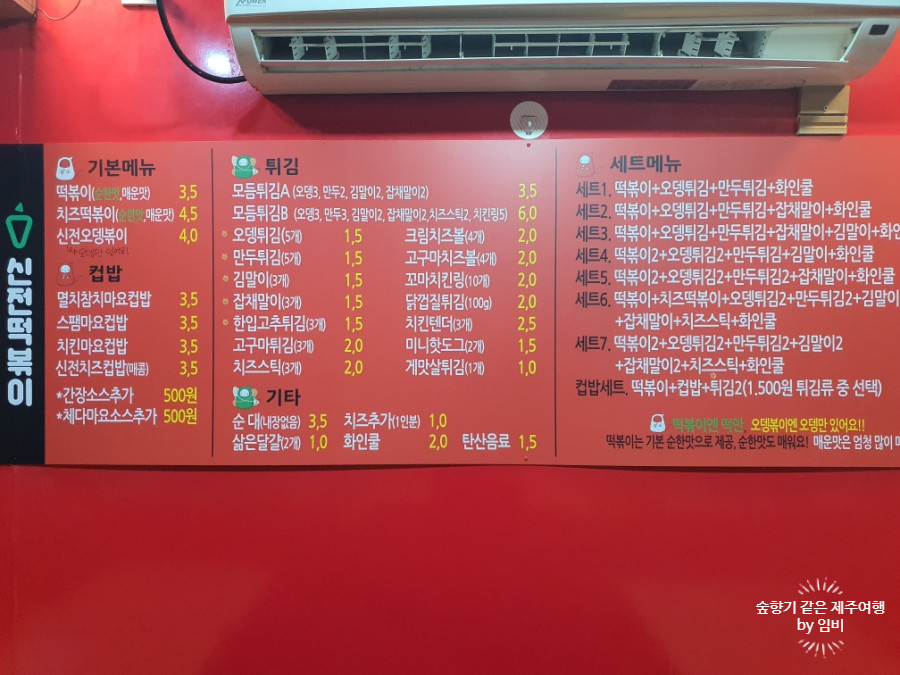 신전떡볶이
기본메뉴
떡볶이(순한맛,매운맛) 3,5
치즈떡볶이(순한맛,매운맛) 4,5
신전오뎅볶이 4,0
컵밥
멸치참치마요컵밥 3,5
스팸마요컵밥 3,5
치킨마요컵밥 3,5
신전치즈컵밥(매콤) 3,5
*간장소스추가 500원
*체다마요소스추가 500원
튀김
모듬튀김A (오뎅3, 만두2, 김말이2, 잡채말이2) 3,5
모듬튀김B (오뎅3, 만두3, 김말이2, 잡채말이2,치즈스틱2, 치킨링5) 6,0
오뎅튀김(5개) 1,5 크림치즈볼(4개) 2,0
만두튀김(5개) 1,5 고구마치즈볼(4개) 2,0
김말이(3개) 1,5 꼬마치킨링(10개) 2,0
잡채말이(3개) 1,5 닭껍질튀김(100g) 2,0
한입고추튀김(3개) 1,5 치킨텐더(3개) 2,5
고구마튀김(3개) 2,0 미니핫도그(2개) 1,5
치즈스틱(3개) 2,0 게맛살튀김(1개) 1,0
기타
순 대(내장없음) 3,5 치즈추가(1인분) 1,0
삶은달걀(2개) 1,0 화인쿨 2,0 탄산음료 1,5
세트메뉴
세트1. 떡볶이+오뎅튀김+만두튀김+화인쿨
세트2. 떡볶이+오뎅튀김+만두튀김+잡채말이+화인쿨
세트3. 떡볶이+오뎅튀김+만두튀김+잡채말이+김말이+화인
세트4. 떡볶이2+오뎅튀김2+만두튀김+김말이+화인쿨
세트5. 떡볶이2+오뎅튀김2+만두튀김2+잡채말이+화인쿨
세트6. 떡볶이+치즈떡볶이+오뎅튀김2+만두튀김2+김말이
+잡채말이+치즈스틱+화인쿨
세트7. 떡볶이2+오뎅튀김2+만두튀김2+김말이2
+잡채말이2+치즈스틱+화인쿨
컵밥세트. 떡볶이+컵밥+튀김2(1.500원 튀김류 중 선택)
떡볶이엔 떡만, 오뎅볶이엔 오뎅만 있어요!!
떡볶이는 기본 순한맛으로 제공, 순한맛도 매워요! 매운맛은 엄청 많이
숲향기 같은 제주여행
by 임비